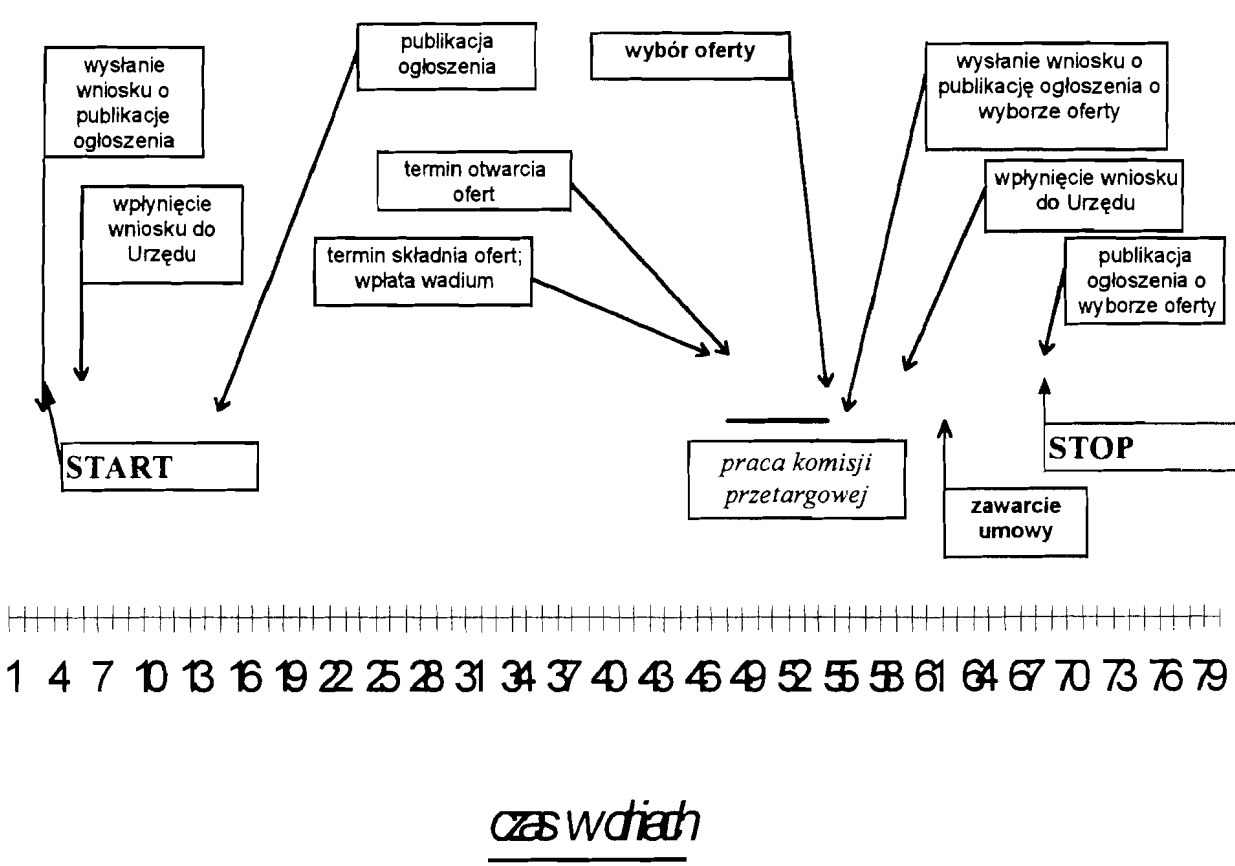 wysłanie
wniosku o
publikację
ogłoszenia
publikacja
ogłoszenia
wybór oferty
wysłanie wniosku o
publikację ogłoszenia o
wyborze oferty
termin otwarcia
ofert
wpłynięcie wniosku
do Urzędu
wpłynięcie
wniosku do
Urzędu
termin składnia ofert;
wpłata wadium
publikacja
ogłoszenia o
wyborze oferty
START
praca komisji
przetargowej
STOP
zawarcie
umowy
1 4 7 10 13 16 19 22 25 28 31 34 37 40 43 46 49 52 55 58 61 64 67 70 73 76 79
czas w dniach